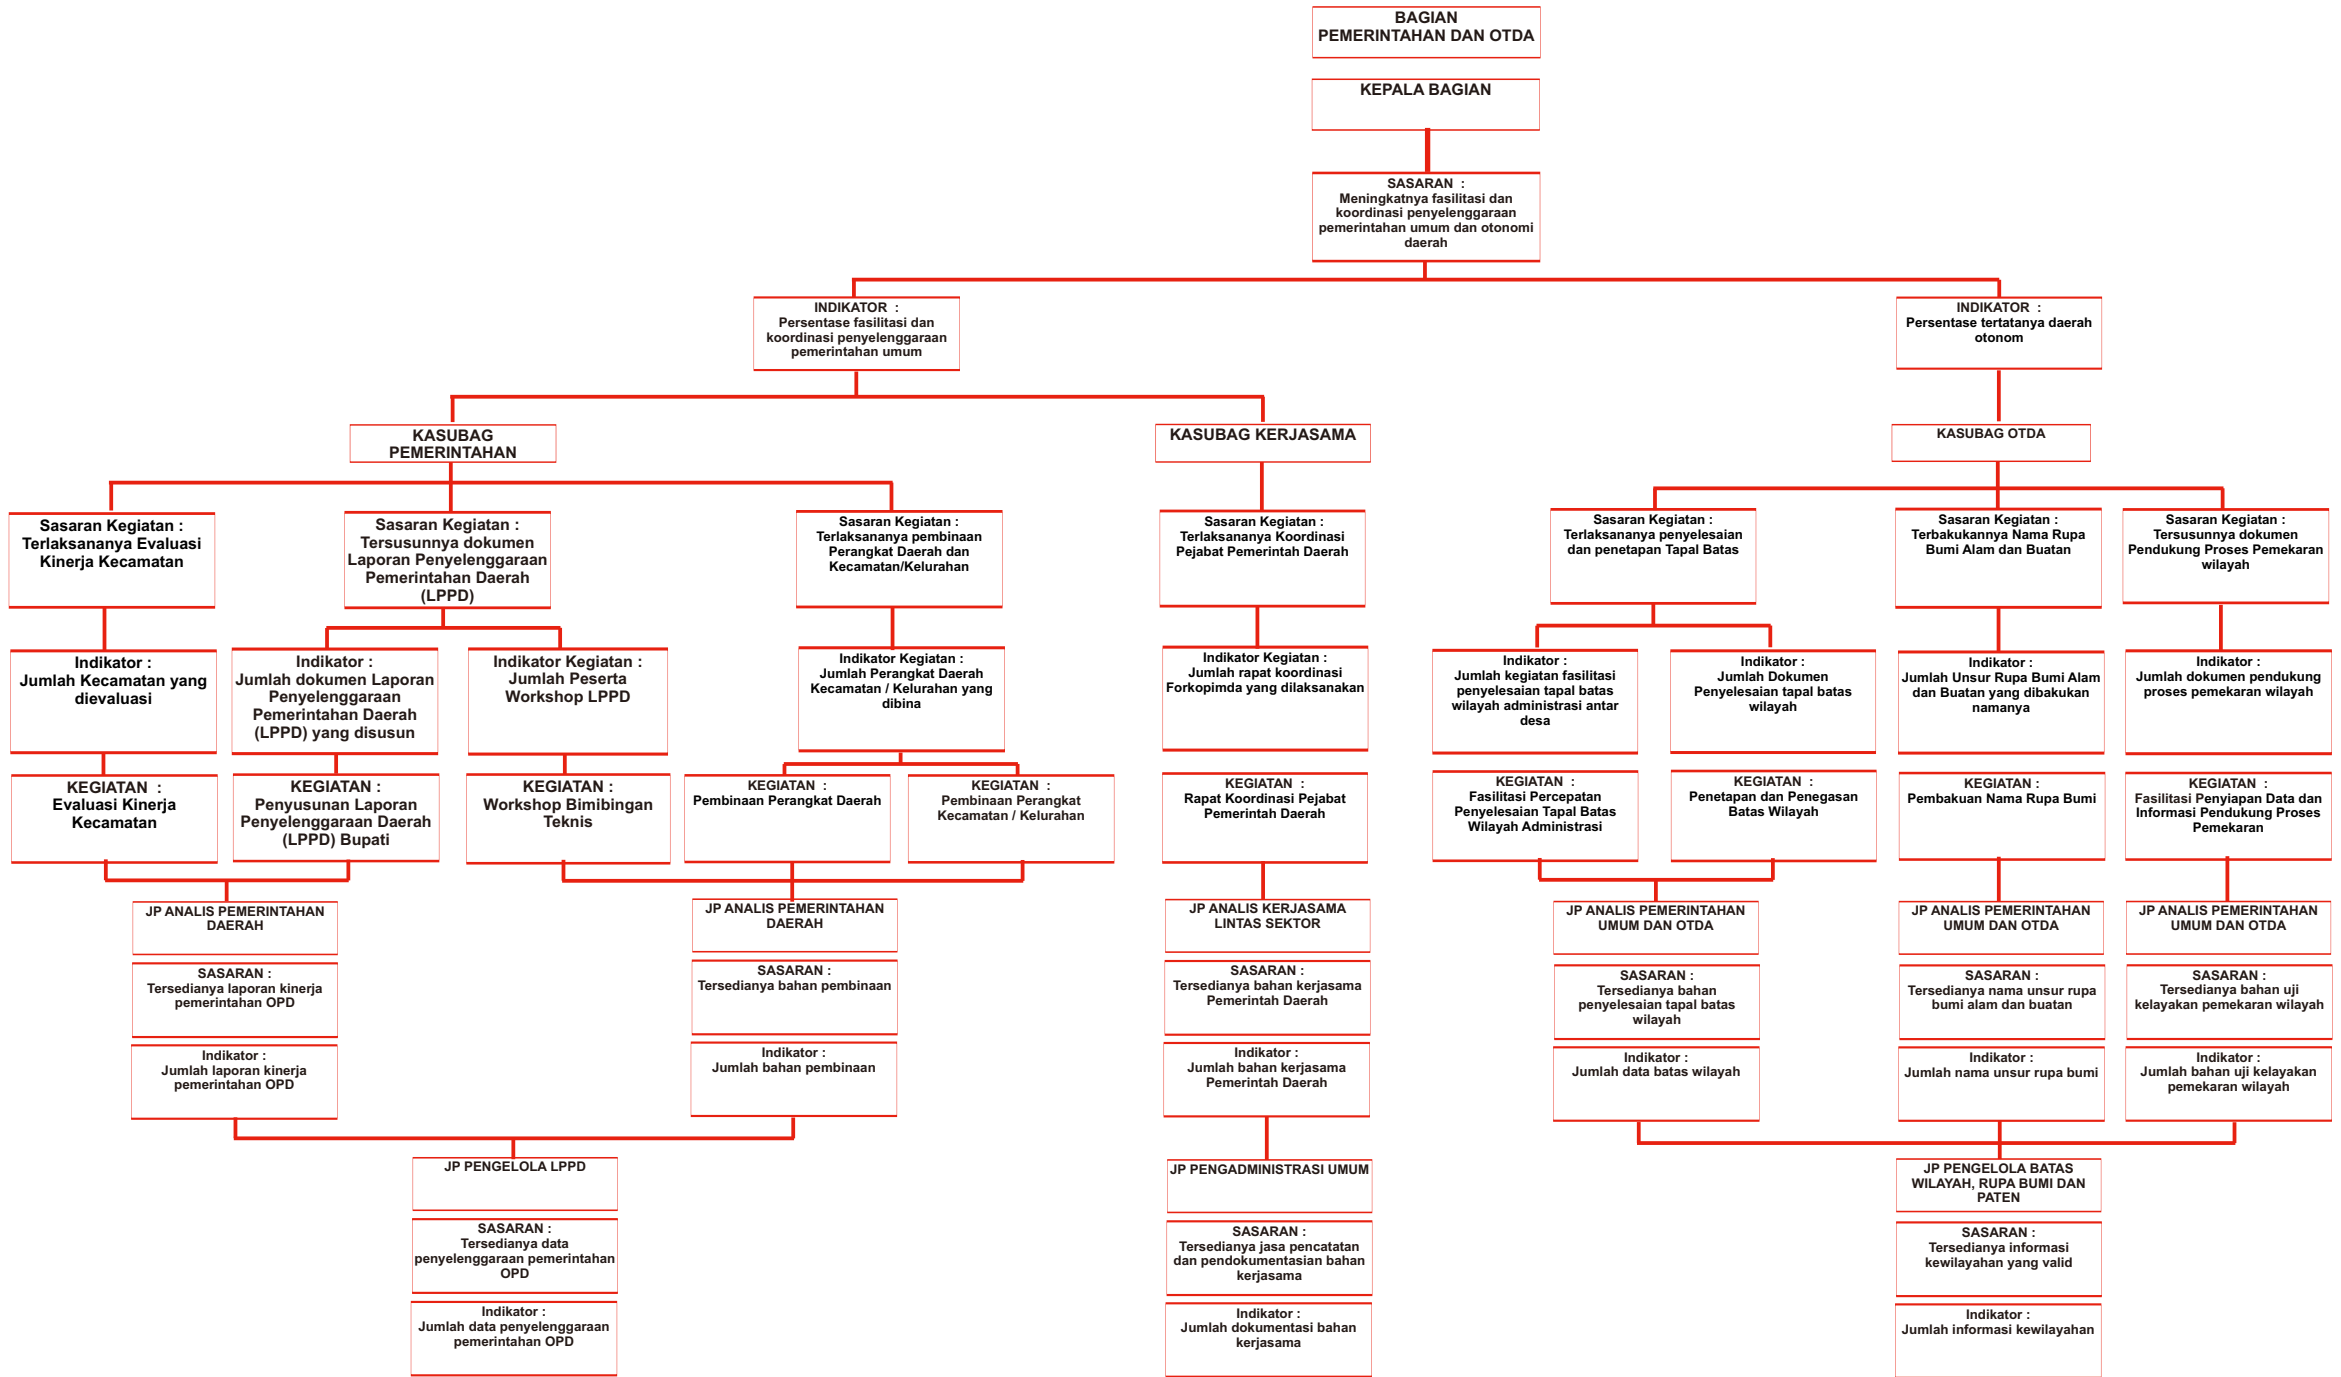 BAGIAN
PEMERINTAHAN DAN OTDA
KEPALA BAGIAN
SASARAN :
Meningkatnya fasilitasi dan
koordinasi penyelenggaraan
pemerintahan umum dan otonomi
daerah
INDIKATOR :
Persentase fasilitasi dan
koordinasi penyelenggaraan
pemerintahan umum
INDIKATOR :
Persentase tertatanya daerah
otonom
KASUBAG
PEMERINTAHAN
KASUBAG KERJASAMA
KASUBAG OTDA
Sasaran Kegiatan :
Terlaksananya Evaluasi
Kinerja Kecamatan
Sasaran Kegiatan :
Tersusunnya dokumen
Laporan Penyelenggaraan
Pemerintahan Daerah
(LPPD)
Sasaran Kegiatan :
Terlaksananya pembinaan
Perangkat Daerah dan
Kecamatan/Kelurahan
Sasaran Kegiatan :
Terlaksananya Koordinasi
Pejabat Pemerintah Daerah
Sasaran Kegiatan :
Terlaksananya penyelesaian
dan penetapan Tapal Batas
Sasaran Kegiatan :
Terbakukannya Nama Rupa
Bumi Alam dan Buatan
Sasaran Kegiatan :
Tersusunnya dokumen
Pendukung Proses Pemekaran
wilayah
Indikator :
Jumlah Kecamatan yang
dievaluasi
Indikator :
Jumlah dokumen Laporan
Penyelenggaraan
Pemerintahan Daerah
(LPPD) yang disusun
Indikator Kegiatan :
Jumlah Peserta
Workshop LPPD
Indikator Kegiatan :
Jumlah Perangkat Daerah
Kecamatan / Kelurahan yang
dibina
Indikator Kegiatan :
Jumlah rapat koordinasi
Forkopimda yang dilaksanakan
Indikator :
Jumlah kegiatan fasilitasi
penyelesaian tapal batas
wilayah administrasi antar
desa
Indikator :
Jumlah Dokumen
Penyelesaian tapal batas
wilayah
Indikator :
Jumlah Unsur Rupa Bumi Alam
dan Buatan yang dibakukan
namanya
Indikator :
Jumlah dokumen pendukung
proses pemekaran wilayah
KEGIATAN :
Evaluasi Kinerja
Kecamatan
KEGIATAN :
Penyusunan Laporan
Penyelenggaraan Daerah
(LPPD) Bupati
KEGIATAN :
Workshop Bimibingan
Teknis
KEGIATAN :
Pembinaan Perangkat Daerah
KEGIATAN :
Pembinaan Perangkat
Kecamatan / Kelurahan
KEGIATAN :
Rapat Koordinasi Pejabat
Pemerintah Daerah
KEGIATAN :
Fasilitasi Percepatan
Penyelesaian Tapal Batas
Wilayah Administrasi
KEGIATAN :
Penetapan dan Penegasan
Batas Wilayah
KEGIATAN :
Pembakuan Nama Rupa Bumi
KEGIATAN :
Fasilitasi Penyiapan Data dan
Informasi Pendukung Proses
Pemekaran
JP ANALIS PEMERINTAHAN
DAERAH
JP ANALIS PEMERINTAHAN
DAERAH
JP ANALIS KERJASAMA
LINTAS SEKTOR
JP ANALIS PEMERINTAHAN
UMUM DAN OTDA
JP ANALIS PEMERINTAHAN
UMUM DAN OTDA
JP ANALIS PEMERINTAHAN
UMUM DAN OTDA
SASARAN :
Tersedianya laporan kinerja
pemerintahan OPD
SASARAN :
Tersedianya bahan pembinaan
SASARAN :
Tersedianya bahan kerjasama
Pemerintah Daerah
SASARAN :
Tersedianya bahan
penyelesaian tapal batas
wilayah
SASARAN :
Tersedianya nama unsur rupa
bumi alam dan buatan
SASARAN :
Tersedianya bahan uji
kelayakan pemekaran wilayah
Indikator :
Jumlah laporan kinerja
pemerintahan OPD
Indikator :
Jumlah bahan pembinaan
Indikator :
Jumlah bahan kerjasama
Pemerintah Daerah
Indikator :
Jumlah data batas wilayah
Indikator :
Jumlah nama unsur rupa bumi
Indikator :
Jumlah bahan uji kelayakan
pemekaran wilayah
JP PENGELOLA LPPD
JP PENGADMINISTRASI UMUM
JP PENGELOLA BATAS
WILAYAH, RUPA BUMI DAN
PATEN
SASARAN :
Tersedianya data
penyelenggaraan pemerintahan
OPD
SASARAN :
Tersedianya jasa pencatatan
dan pendokumentasian bahan
kerjasama
SASARAN :
Tersedianya informasi
kewilayahan yang valid
Indikator :
Jumlah data penyelenggaraan
pemerintahan OPD
Indikator :
Jumlah dokumentasi bahan
kerjasama
Indikator :
Jumlah informasi kewilayahan